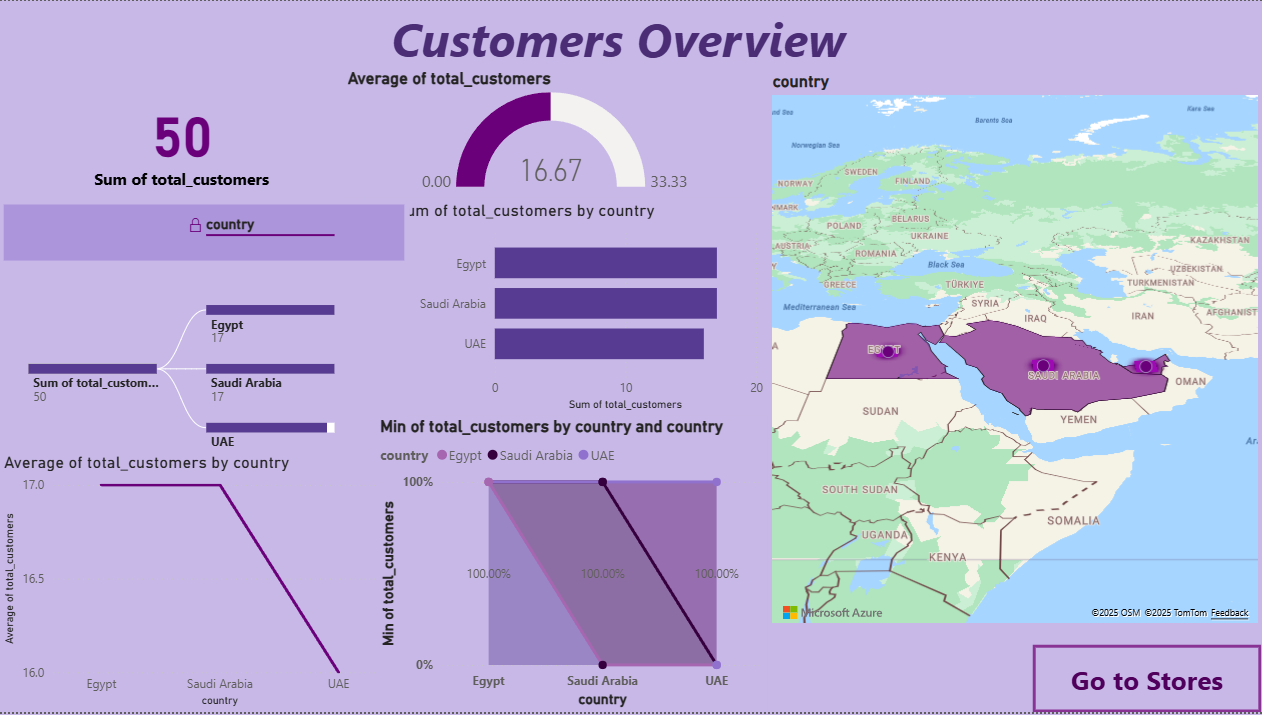 Customers Overview
50
Sum of total_customers
country
Sum of total_custom...
50
Egypt
17
Saudi Arabia
17
UAE
Average of total_customers by country
17.0
16.5
16.0
Average of total_customers
Egypt
Saudi Arabia
UAE
country
Average of total_customers
0.00
16.67
33.33
um of total_customers by country
Egypt
Saudi Arabia
UAE
0
10
20
Sum of total_customers
Min of total_customers by country and country
country Egypt Saudi Arabia UAE
100%
0%
Min of total_customers
100.00%
100.00%
100.00%
Egypt
Saudi Arabia
UAE
country
country
Kara Sea
Barents Sea
Norwegian Sea
SWEDEN
FINLAND
NORWAY
NMARK
BELARUS
POLAND
UKRAINE
KAZAKHSTAN
AUSTRIA
ROMANIA
Black Sea
UZBEKISTAN
GREECE
TÜRKIYE
TURKMENISTAN
SYRIA
Mediterranean Sea
IRAQ
IRAN
AFGHANIST
EGYPT
SAUDI ARABIA
OMAN
SUDAN
YEMEN
SOUTH SUDAN
SOMALIA
UGANDA
KENYA
Microsoft Azure
©2025 OSM ©2025 TomTom Feedback
Go to Stores